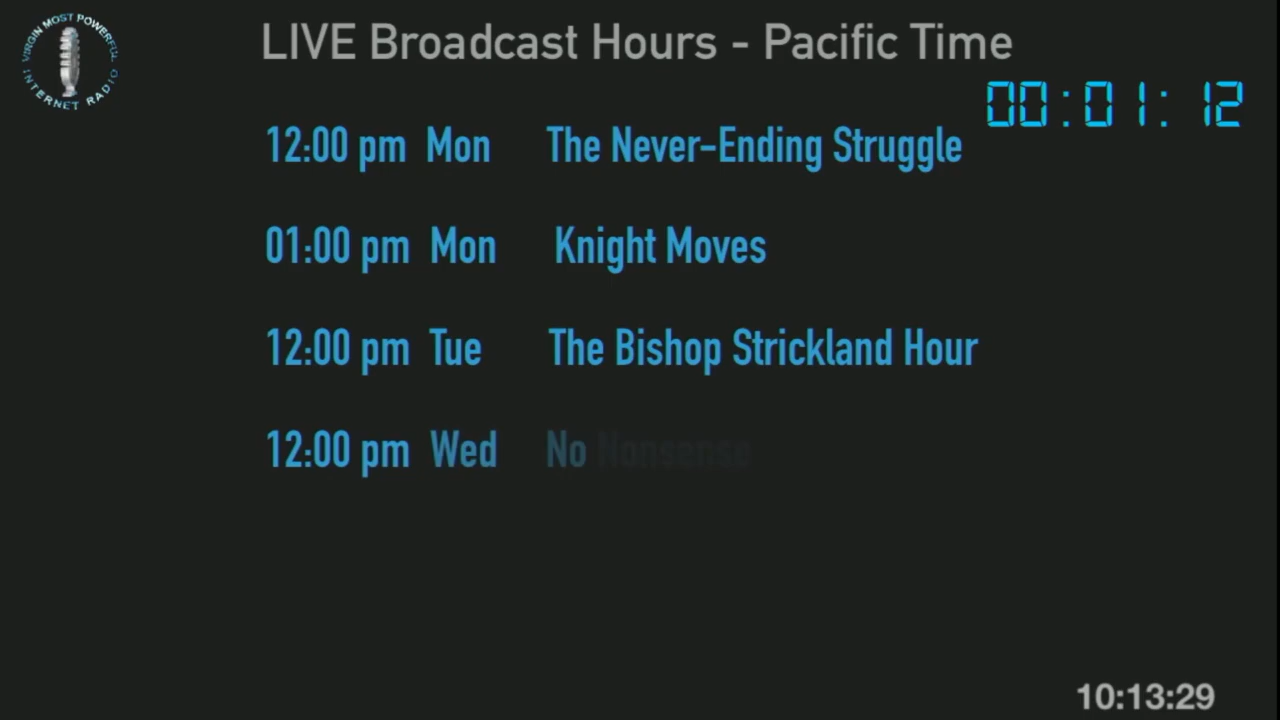 VIRGIN MOST POWERFUL
INTERNET RADIO
LIVE Broadcast Hours - Pacific Time
00:01:12
12:00 pm Mon The Never-Ending Struggle
01:00 pm Mon Knight Moves
12:00 pm Tue The Bishop Strickland Hour
12:00 pm Wed No Nonsense
10:13:29